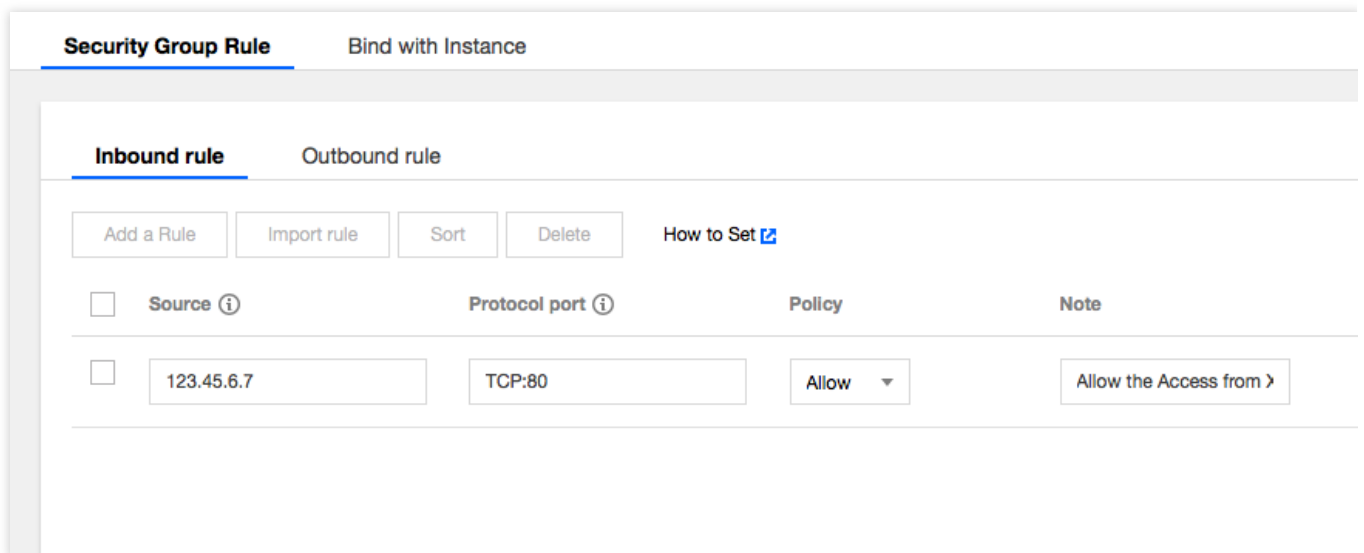 Security Group Rule Bind with Instance
Inbound rule Outbound rule
Add a Rule Import rule Sort Delete How to Set
Source Protocol port Policy Note
123.45.6.7 TCP:80 Allow Allow the Access from